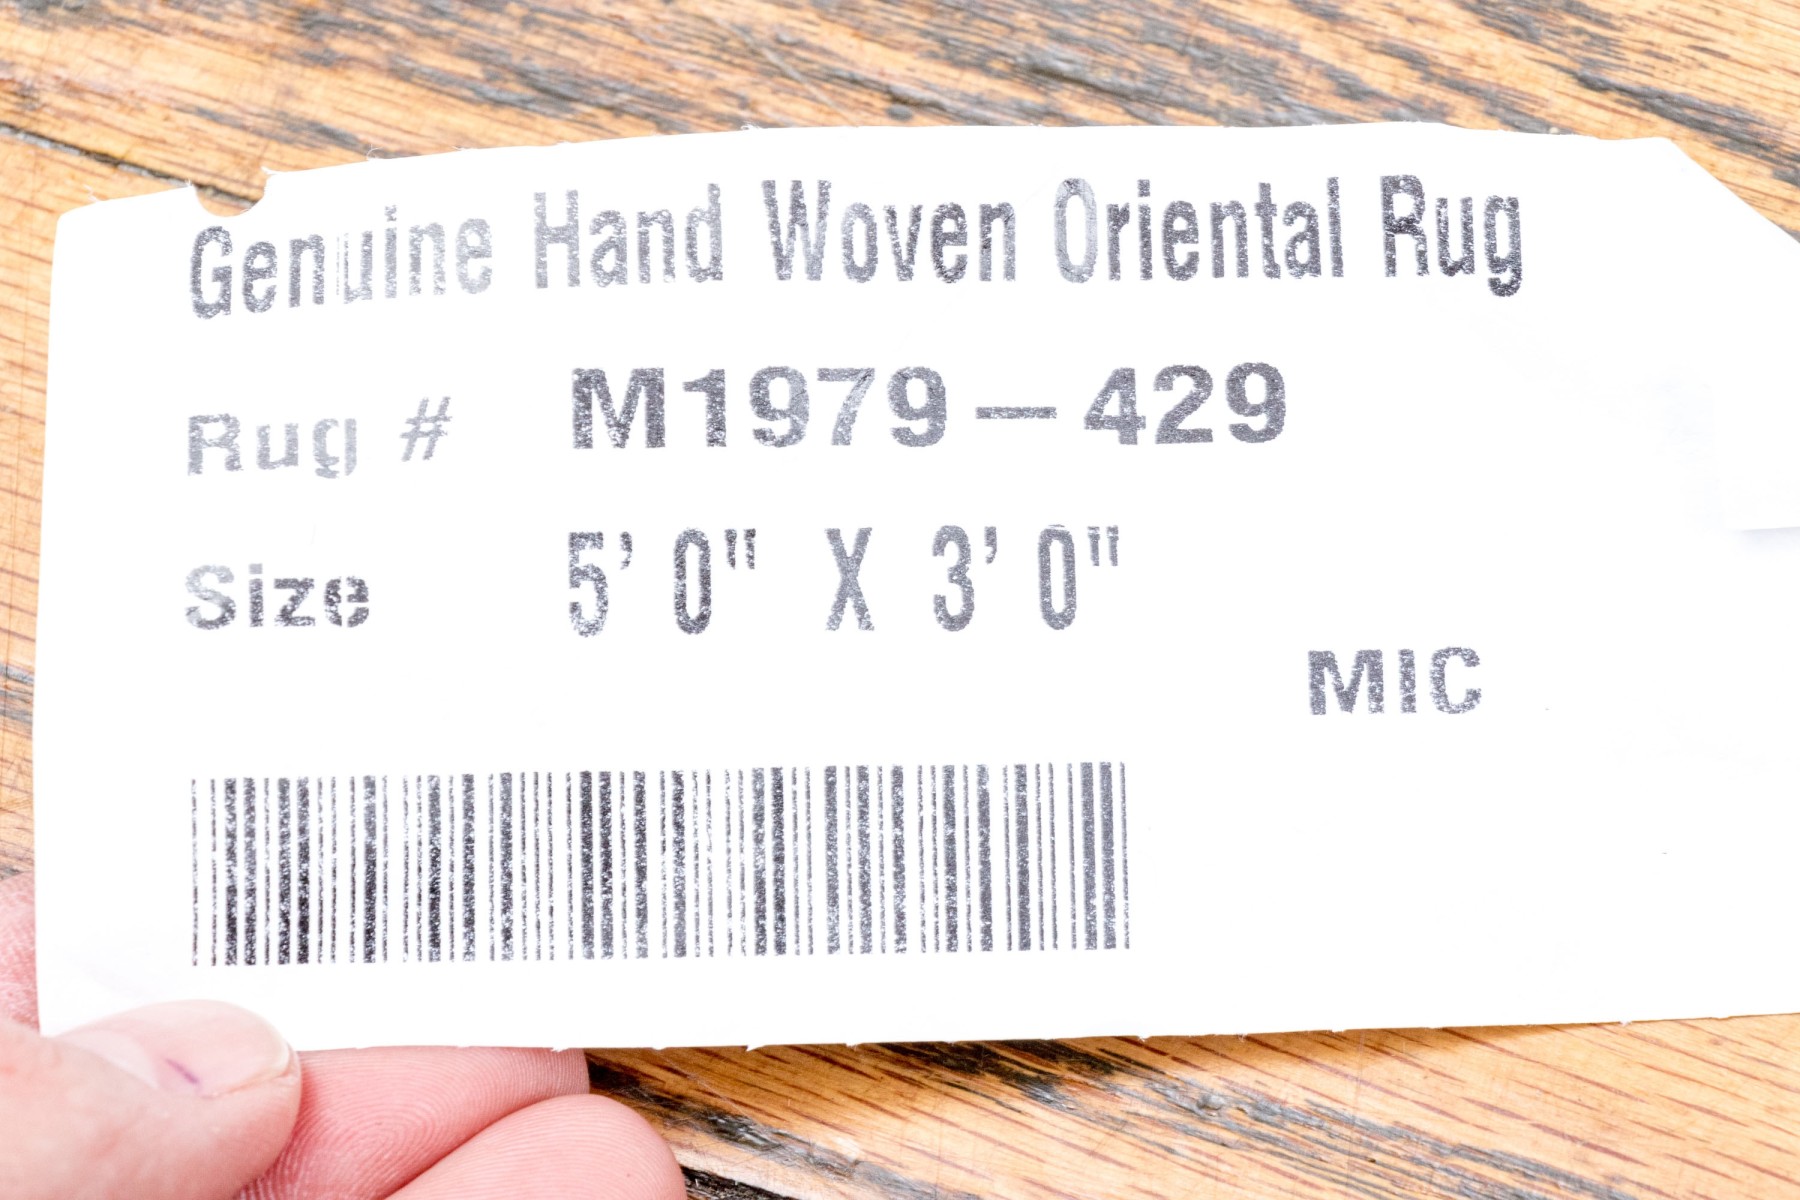 Genuine Hand Woven Oriental Rug
Rug # M1979-429
Size 5' 0" X 3' 0"
MIC